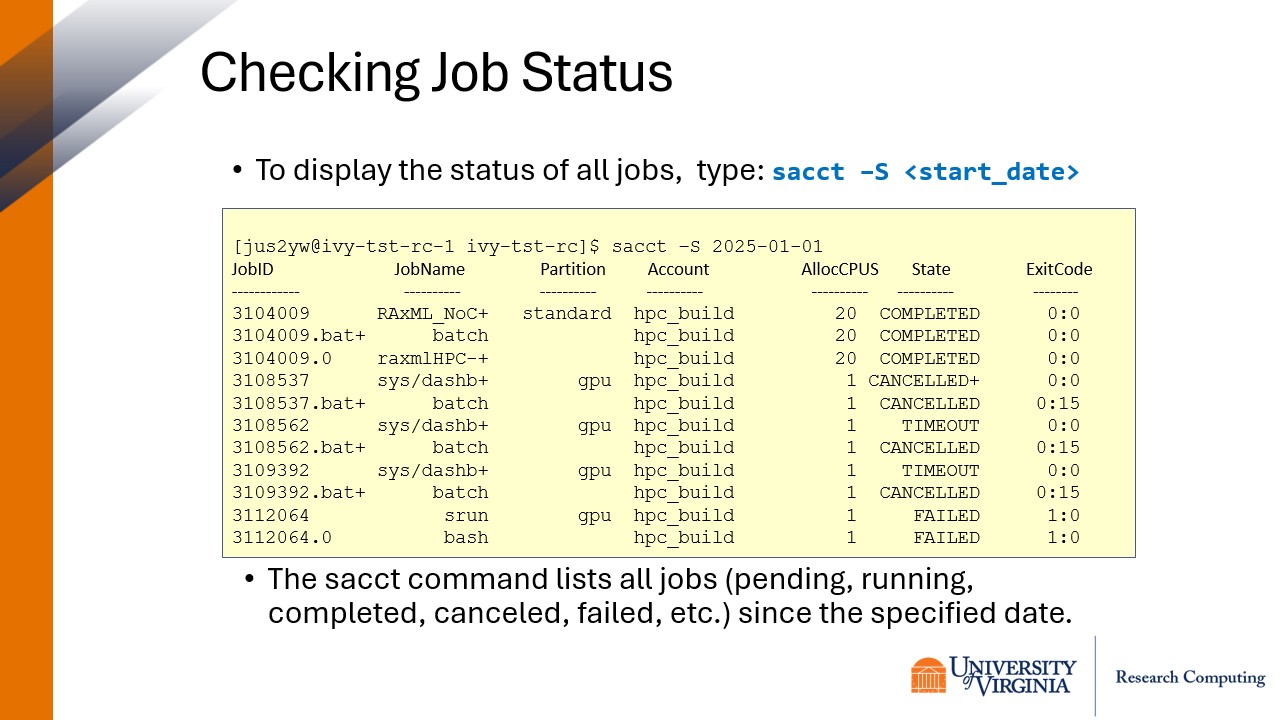 Checking Job Status
• To display the status of all jobs,  type: sacct –S <start_date>
[jus2yw@ivy-tst-rc-1 ivy-tst-rc]$ sacct –S 2025-01-01
JobID JobName Partition Account AllocCPUS State ExitCode
------------ ---------- ---------- ---------- ---------- ---------- --------
3104009 RAxML_NoC+ standard hpc_build 20 COMPLETED 0:0
3104009.bat+ batch hpc_build 20 COMPLETED 0:0
3104009.0 raxmlHPC-+ hpc_build 20 COMPLETED 0:0
3108537 sys/dashb+ gpu hpc_build 1 CANCELLED+ 0:0
3108537.bat+ batch hpc_build 1 CANCELLED 0:15
3108562 sys/dashb+ gpu hpc_build 1 TIMEOUT 0:0
3108562.bat+ batch hpc_build 1 CANCELLED 0:15
3109392 sys/dashb+ gpu hpc_build 1 TIMEOUT 0:0
3109392.bat+ batch hpc_build 1 CANCELLED 0:15
3112064 srun gpu hpc_build 1 FAILED 1:0
3112064.0 bash hpc_build 1 FAILED 1:0
• The sacct command lists all jobs (pending, running,
completed, canceled, failed, etc.) since the specified date.
UNIVERSITY
of VIRGINIA
Research Computing